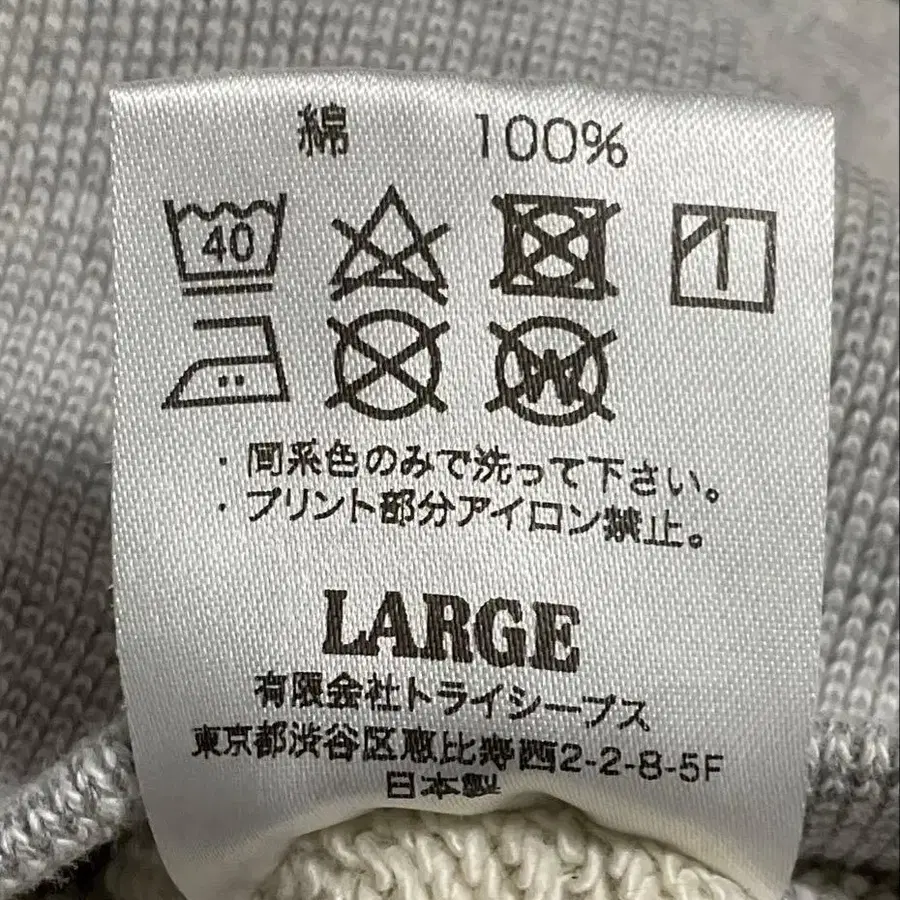 綿 100%
40
W
・同系色のみで洗って下さい。
・プリント部分アイロン禁止。
LARGE
有限会社トライシープス
東京都渋谷区恵比寿西2-2-8-5F
日本製